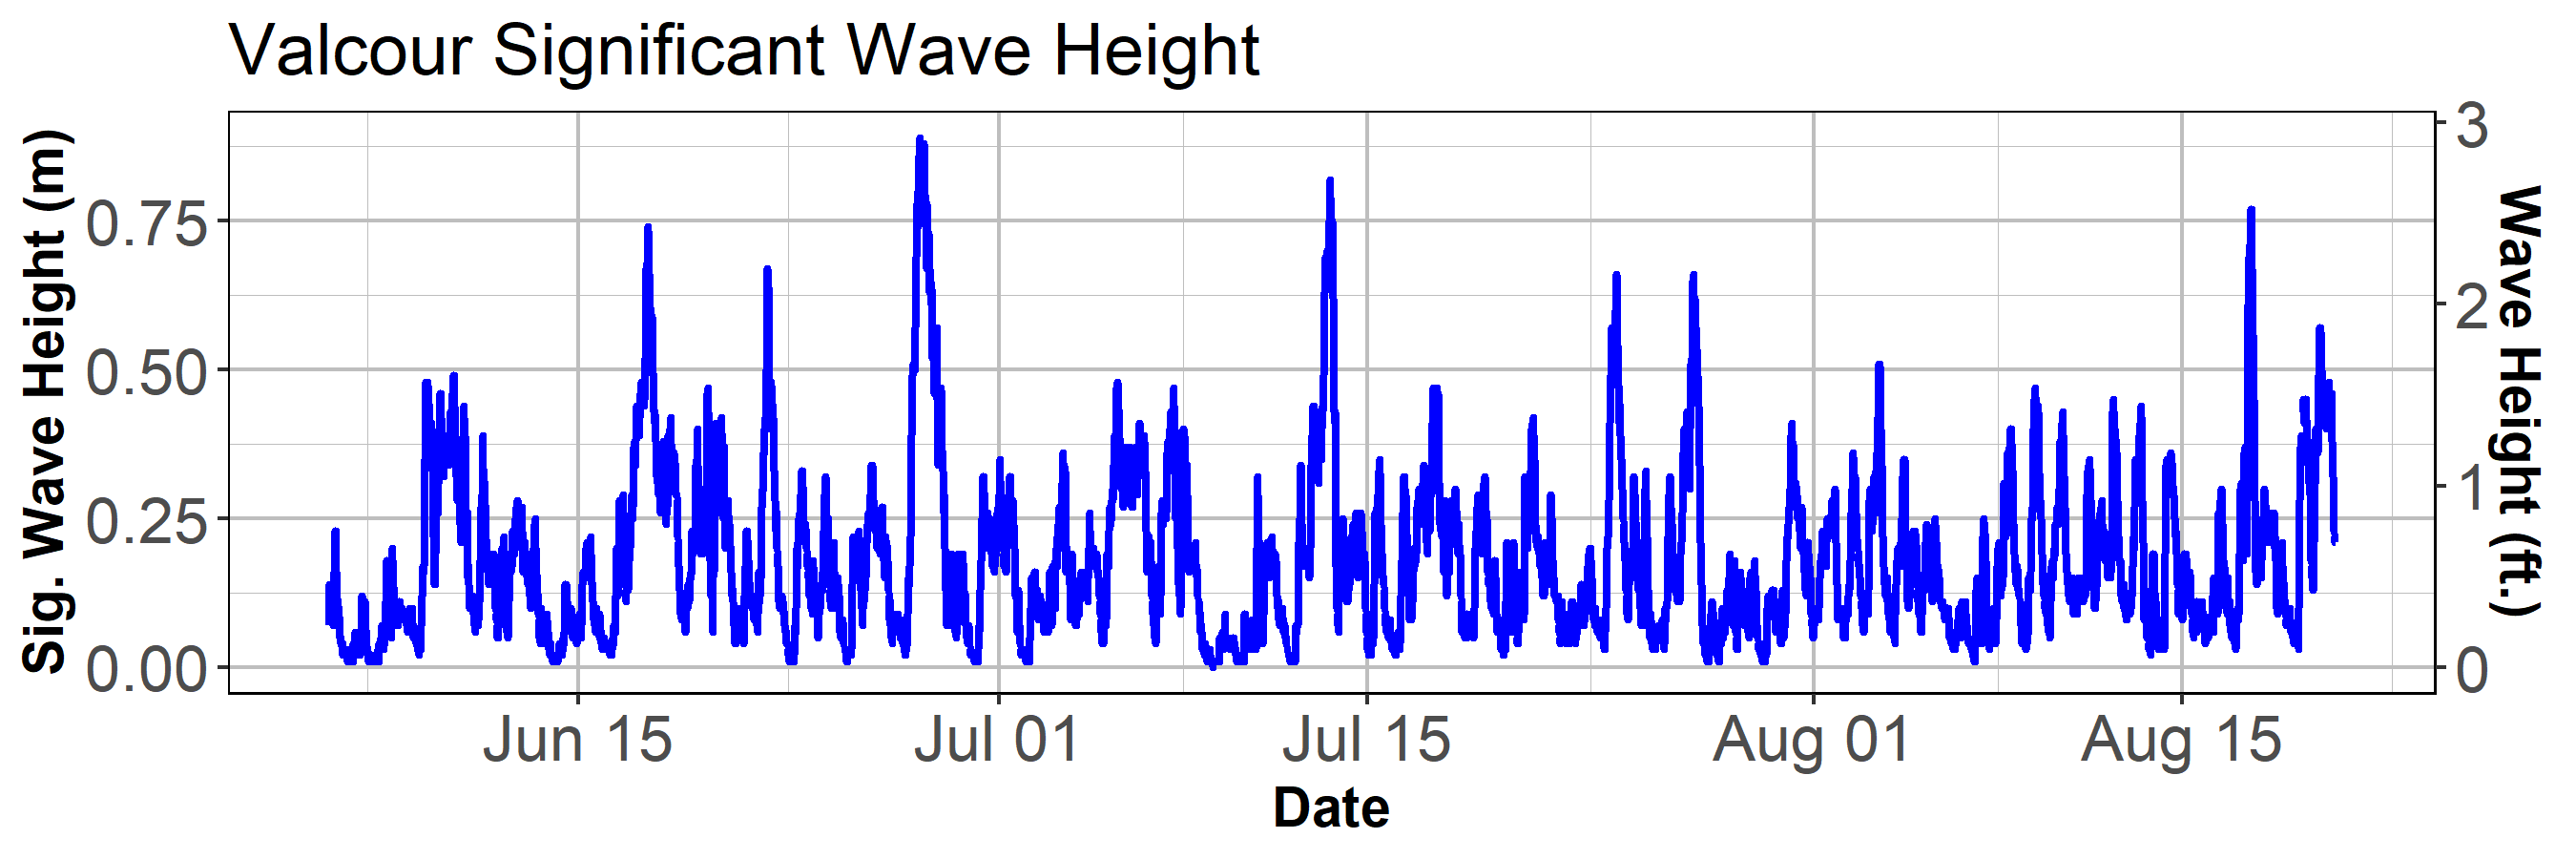 Valcour Significant Wave Height
Sig. Wave Height (m)
0.75
0.50
0.25
0.00
3
2
1
0
Wave Height (ft.)
Jun 15 Jul 01 Jul 15 Aug 01 Aug 15
Date